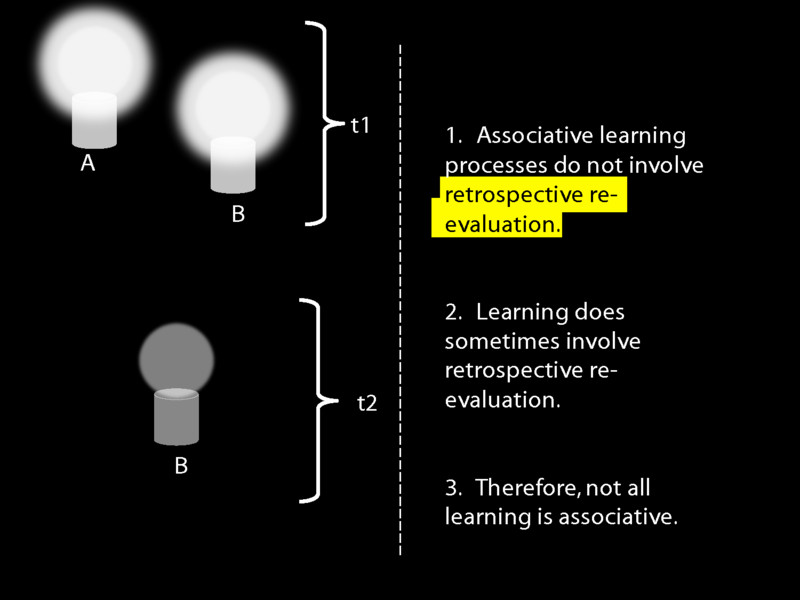 A
B
t1
B
t2
1. Associative learning
processes do not involve
retrospective re-
evaluation.
2. Learning does
sometimes involve
retrospective re-
evaluation.
3. Therefore, not all
learning is associative.